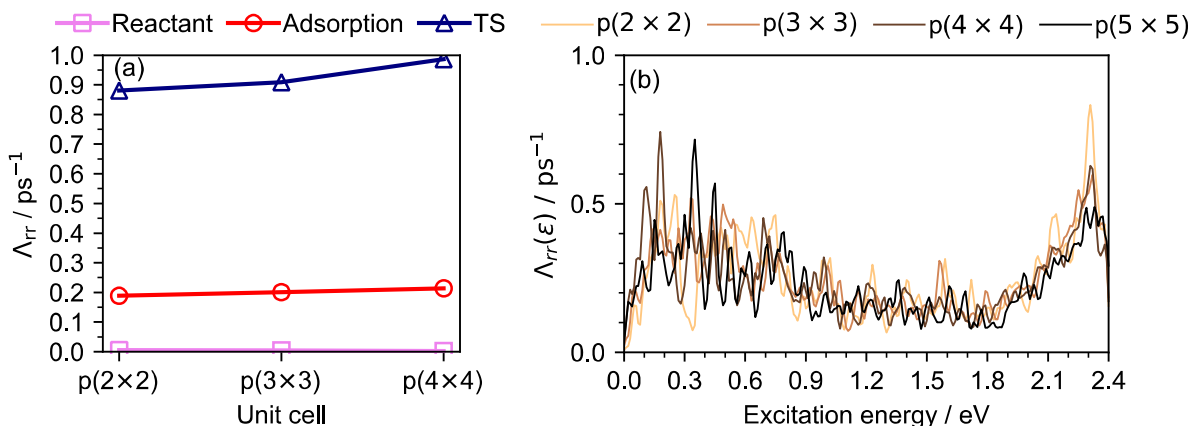 Reactant Adsorption TS
(a)
Λrr / ps⁻¹
1.0
0.9
0.8
0.7
0.6
0.5
0.4
0.3
0.2
0.1
0.0
p(2×2) p(3×3) p(4×4)
Unit cell
p(2 × 2) p(3 × 3) p(4 × 4) p(5 × 5)
(b)
Λrr(ε) / ps⁻¹
1.0
0.5
0.0
0.0 0.3 0.6 0.9 1.2 1.5 1.8 2.1 2.4
Excitation energy / eV